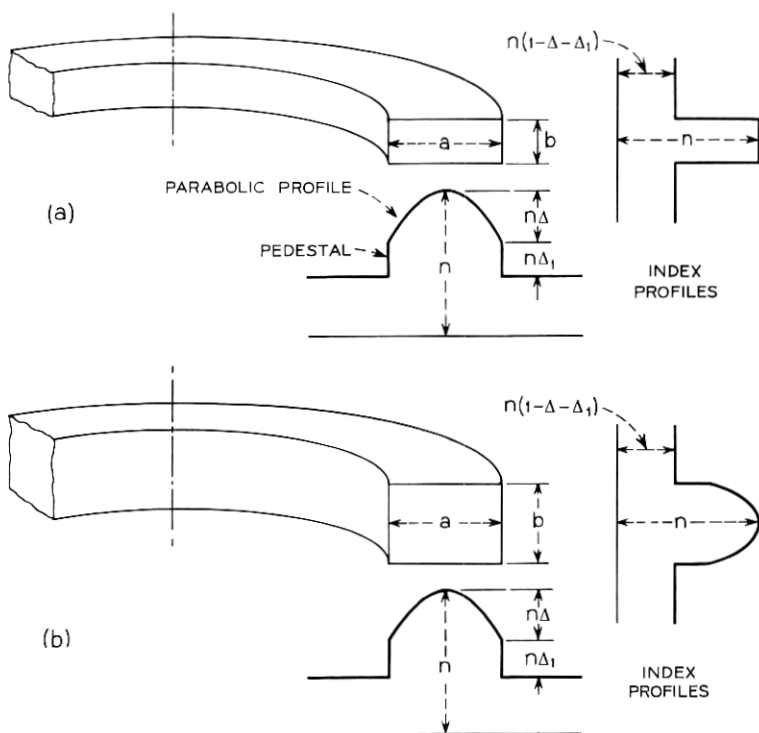 n(1-Δ-Δ₁)
a
b
n
PARABOLIC PROFILE
nΔ
(a)
PEDESTAL
n
nΔ₁
INDEX
PROFILES
n(1-Δ-Δ₁)
a
b
n
nΔ
(b)
n
nΔ₁
INDEX
PROFILES